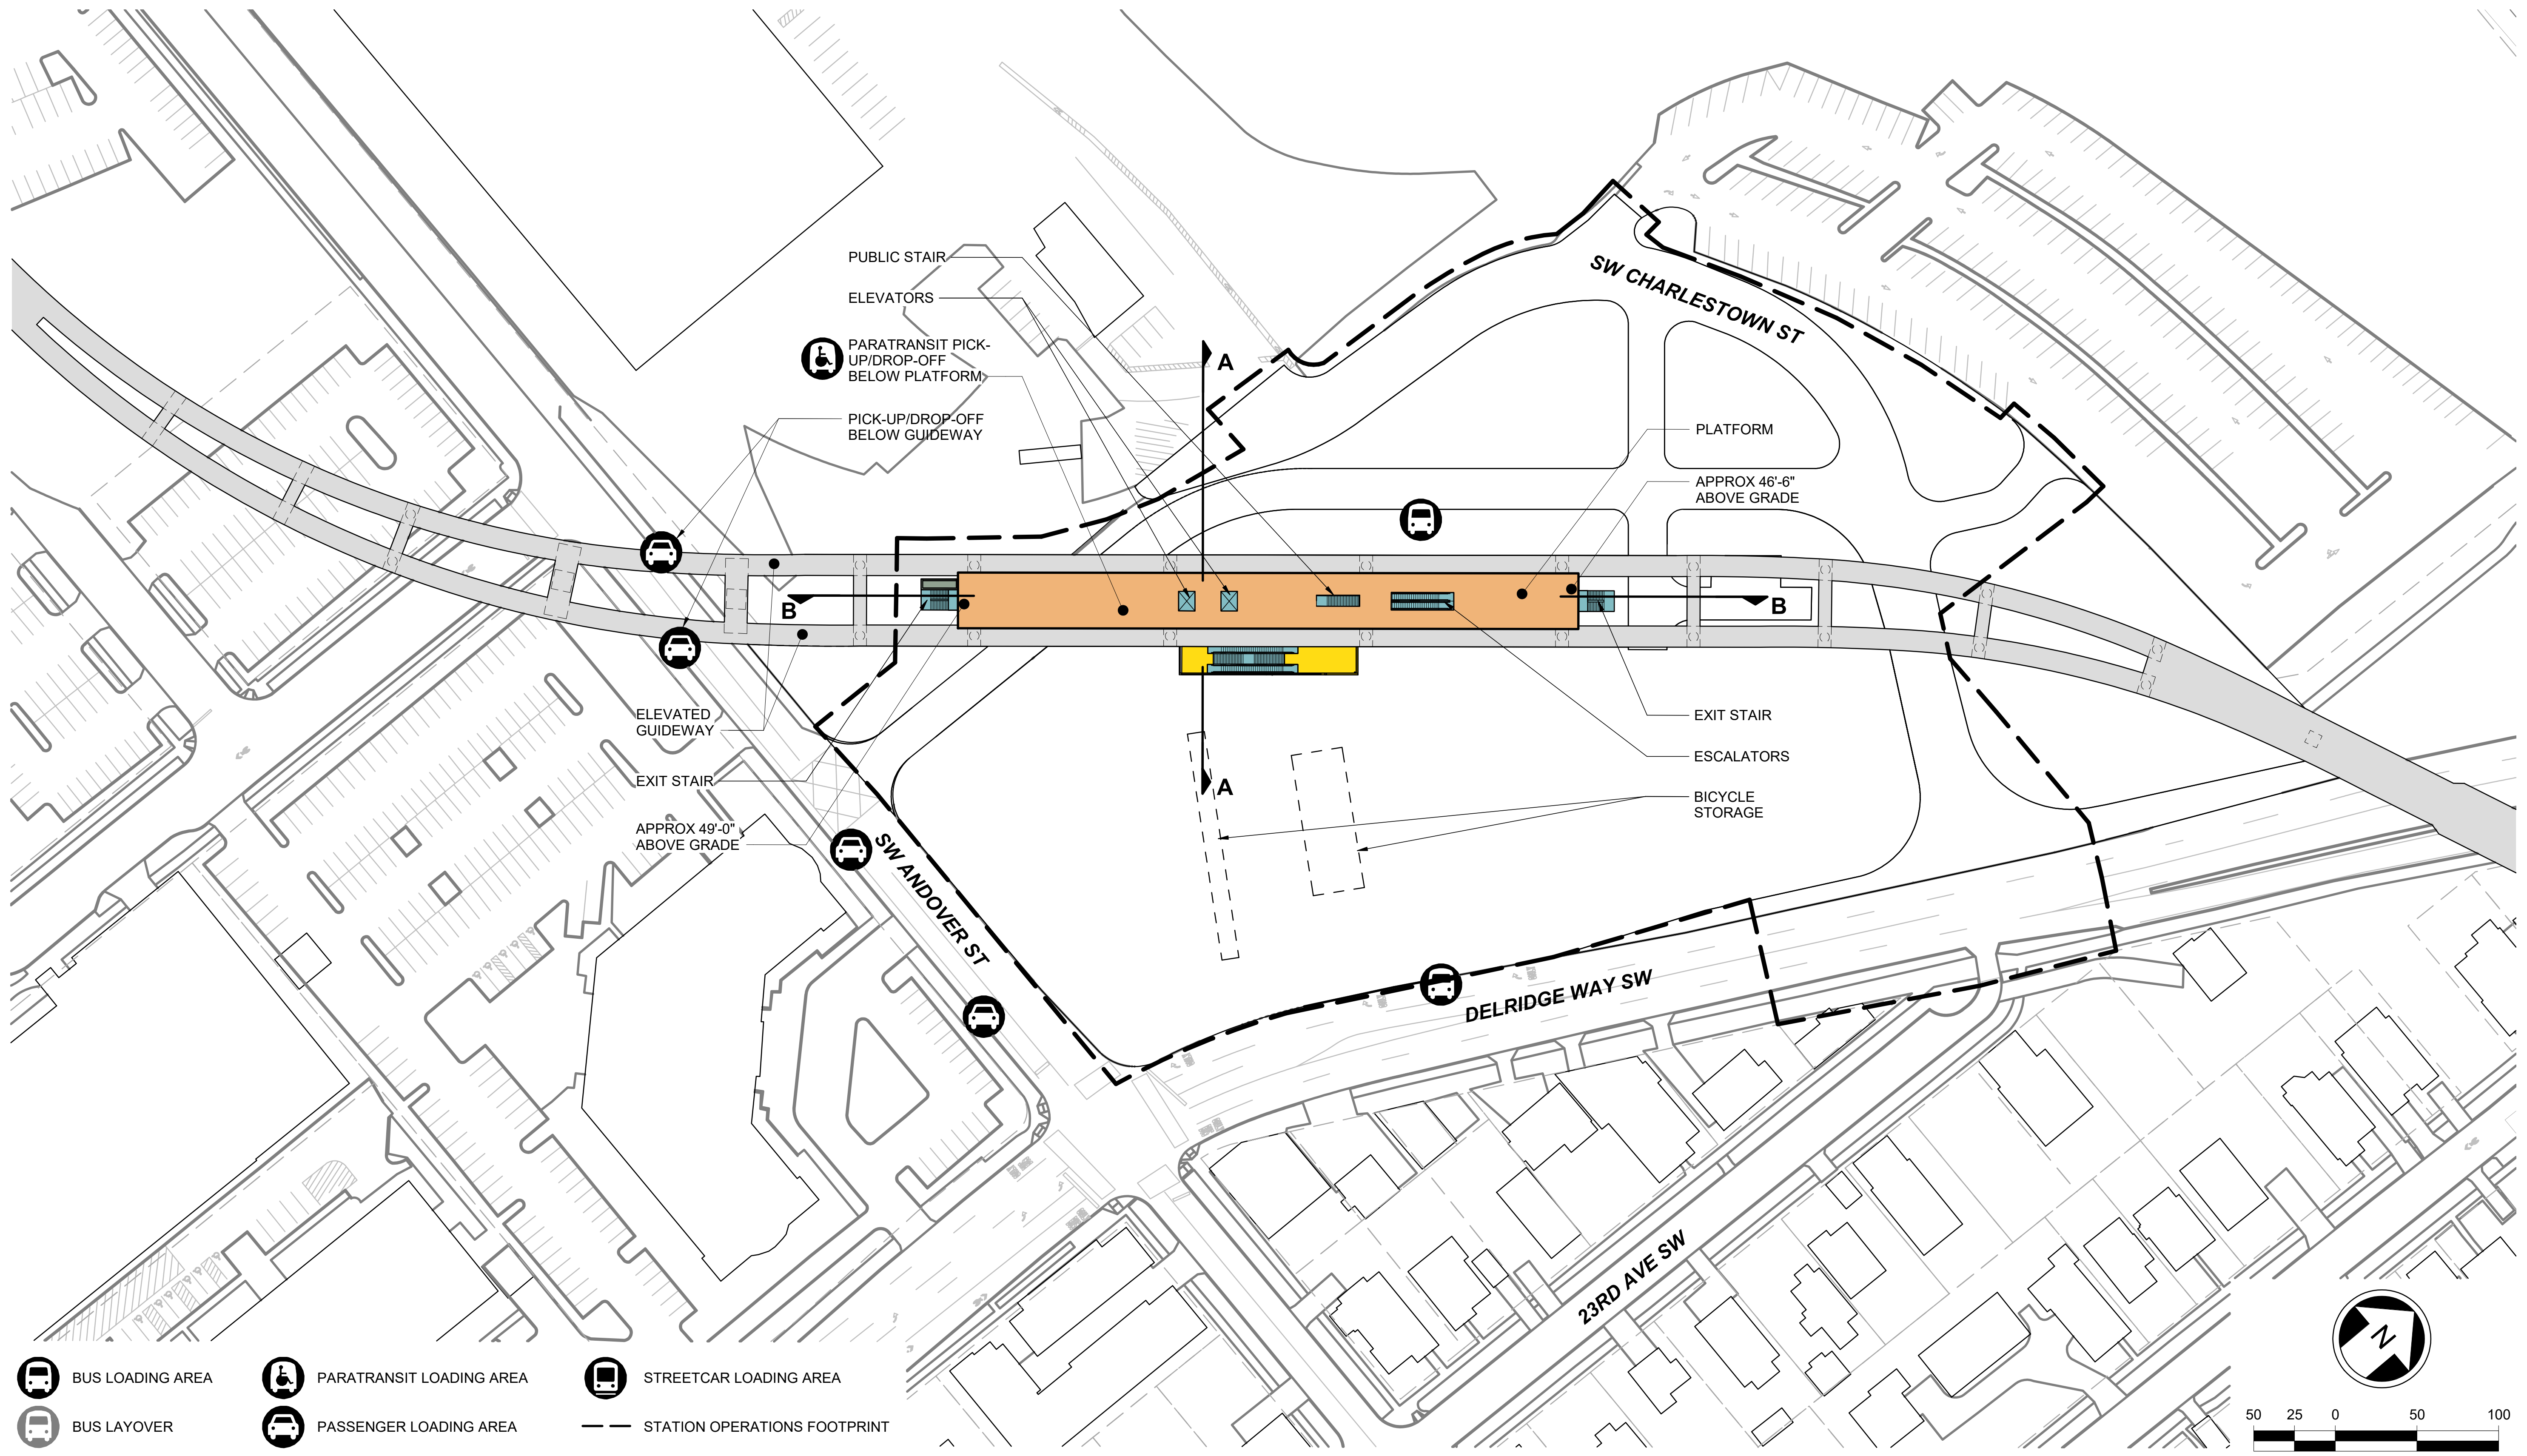 PUBLIC STAIR
ELEVATORS
PARATRANSIT PICK-
UP/DROP-OFF
BELOW PLATFORM
PICK-UP/DROP-OFF
BELOW GUIDEWAY
A
SW CHARLESTOWN ST
PLATFORM
APPROX 46'-6"
ABOVE GRADE
B
B
ELEVATED
GUIDEWAY
EXIT STAIR
APPROX 49'-0"
ABOVE GRADE
EXIT STAIR
ESCALATORS
BICYCLE
STORAGE
A
SW ANDOVER ST
DELRIDGE WAY SW
23RD AVE SW
N
BUS LOADING AREA
PARATRANSIT LOADING AREA
STREETCAR LOADING AREA
BUS LAYOVER
PASSENGER LOADING AREA
STATION OPERATIONS FOOTPRINT
50 25 0 50 100